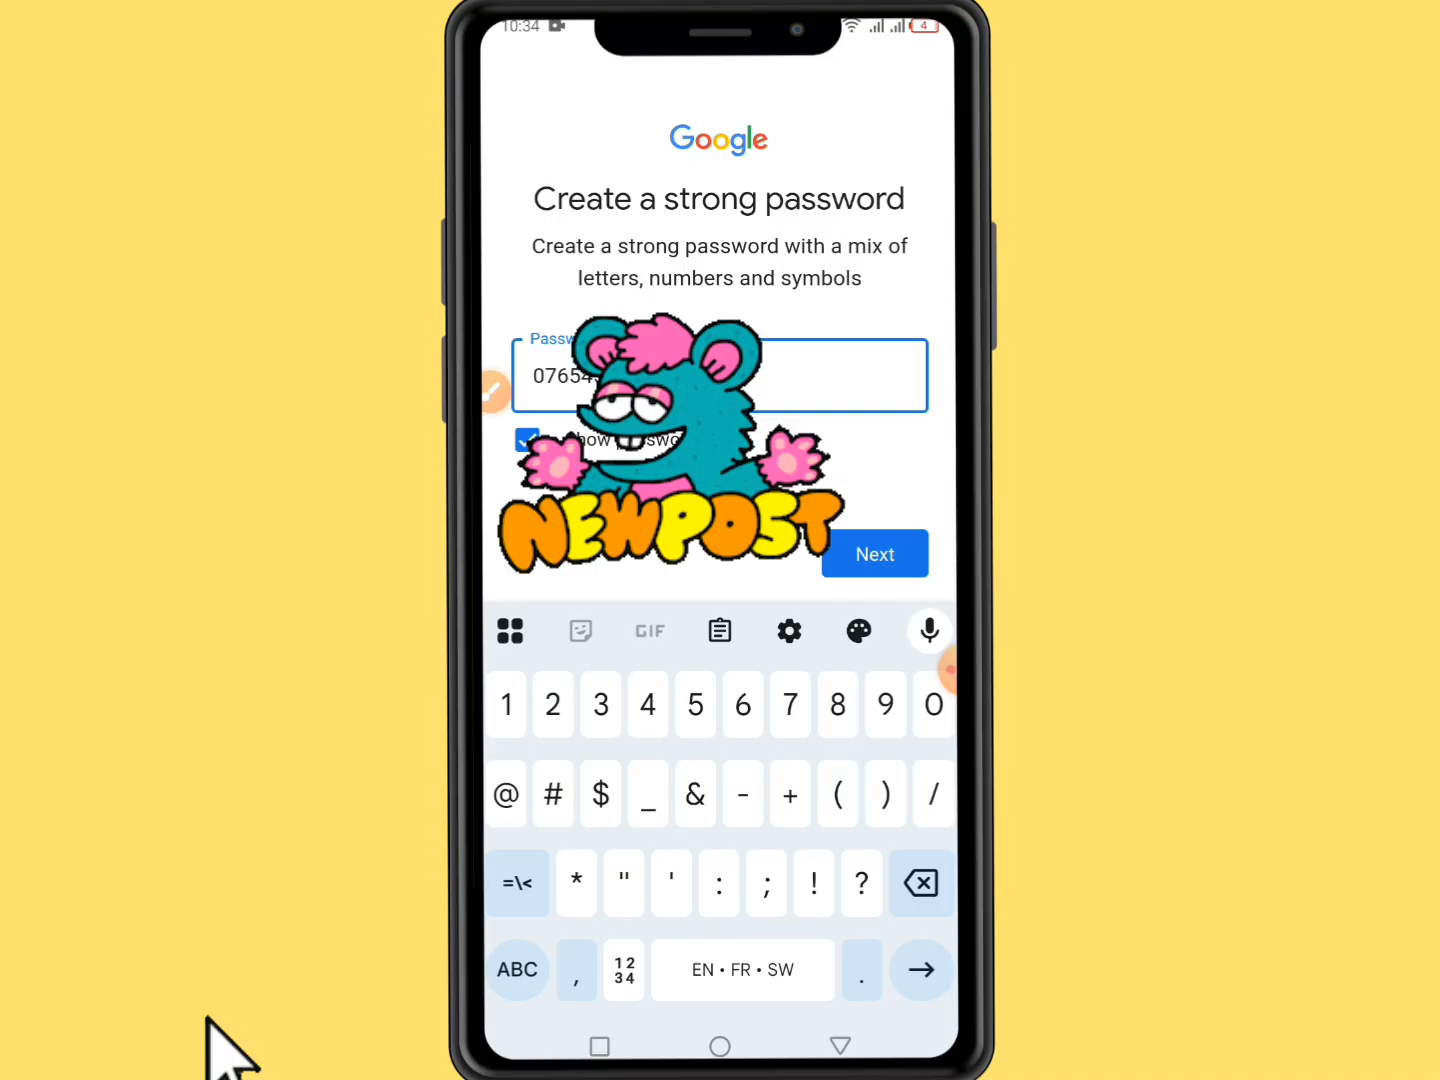 10:34
4
Google
Create a strong password
Create a strong password with a mix of
letters, numbers and symbols
NEWPOST
Next
GIF
1 2 3 4 5 6 7 8 9 0
@ # $ _ & - + ( ) /
=\< * " ' : ; ! ?
ABC , 12 34 EN • FR • SW .